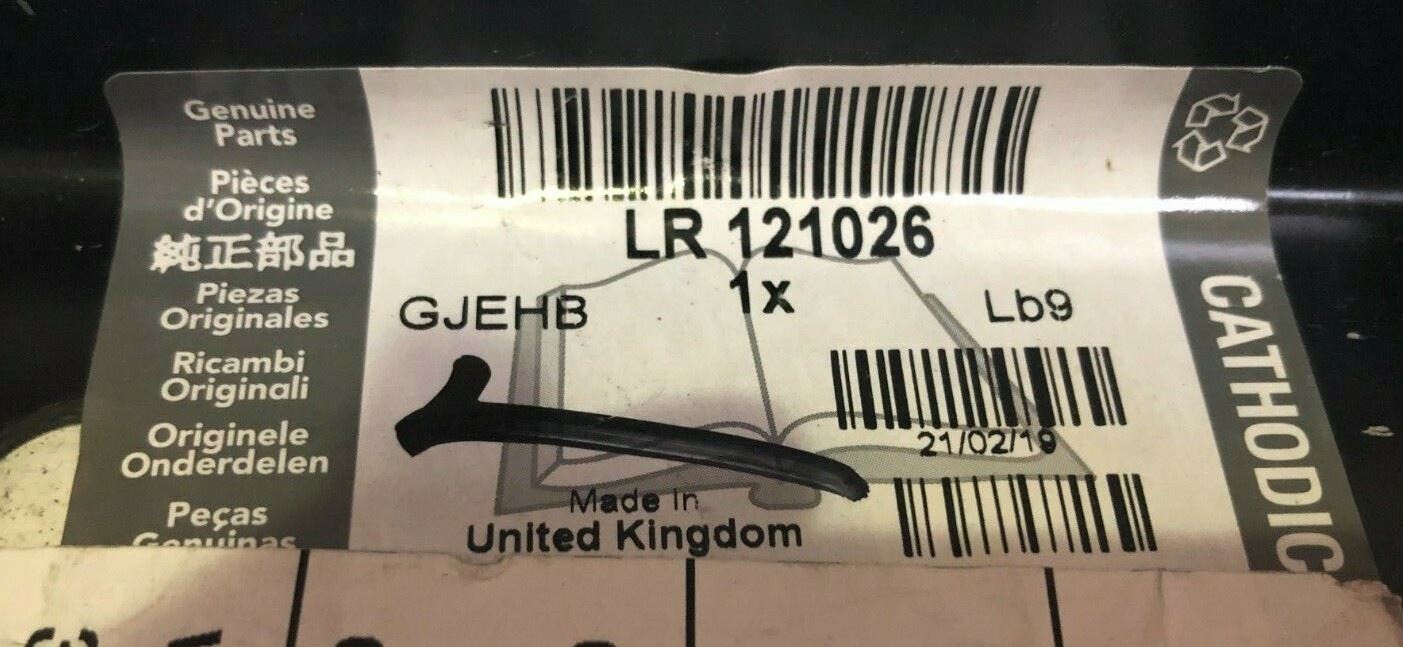 Genuine
Parts
Pièces
d'Origine
純正部品
Piezas
Originales
Ricambi
Originali
Originele
Onderdelen
Peças
Genuinas
LR 121026
1x
GJEHB
Lb9
21/02/19
Made in
United Kingdom
CATHODIC